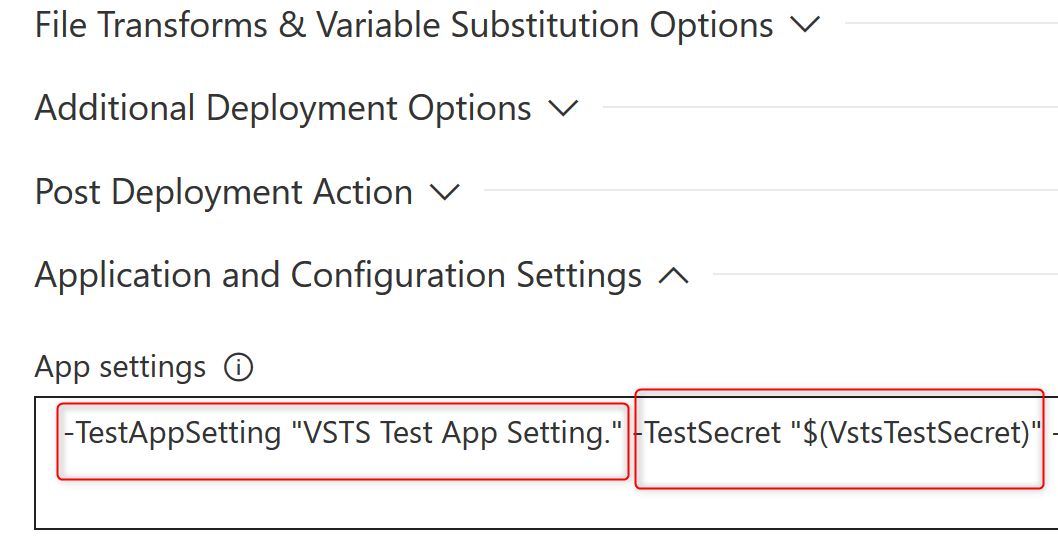 File Transforms & Variable Substitution Options
Additional Deployment Options
Post Deployment Action
Application and Configuration Settings
App settings
-TestAppSetting "VSTS Test App Setting." -TestSecret "$(VstsTestSecret)" -